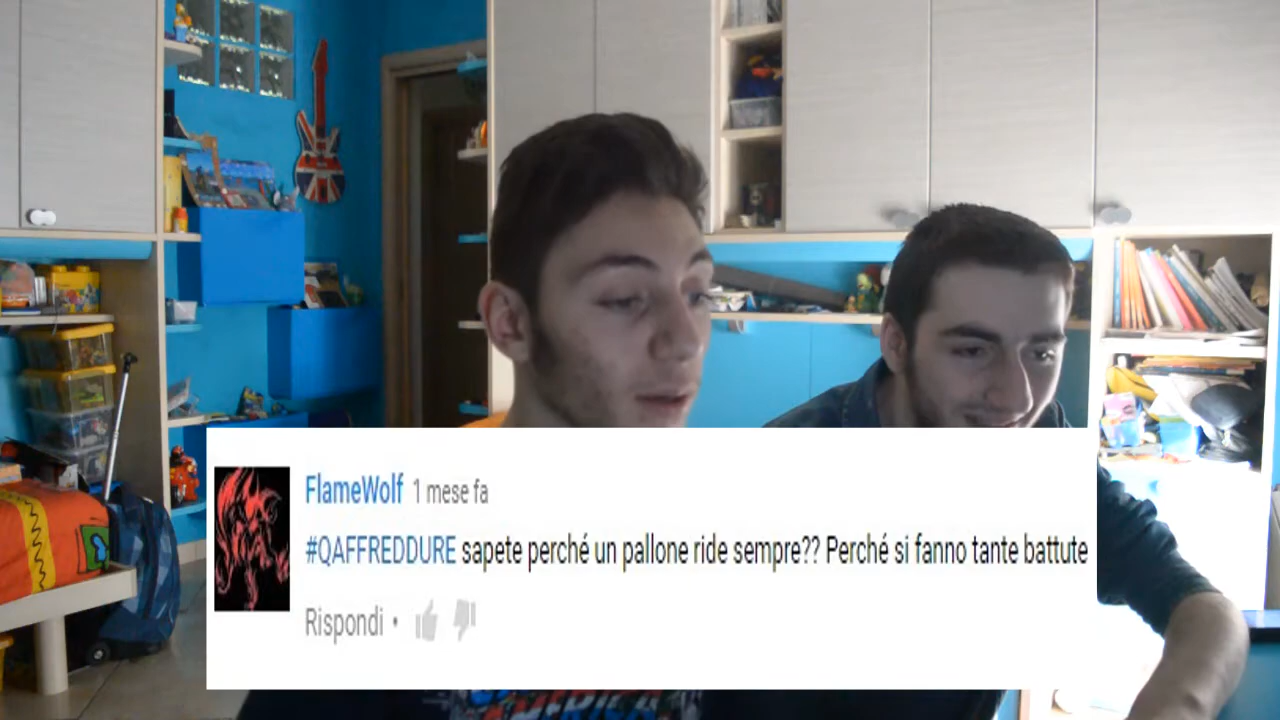 FlameWolf 1 mese fa
#QAFFREDDURE sapete perché un pallone ride sempre?? Perché si fanno tante battute
Rispondi •